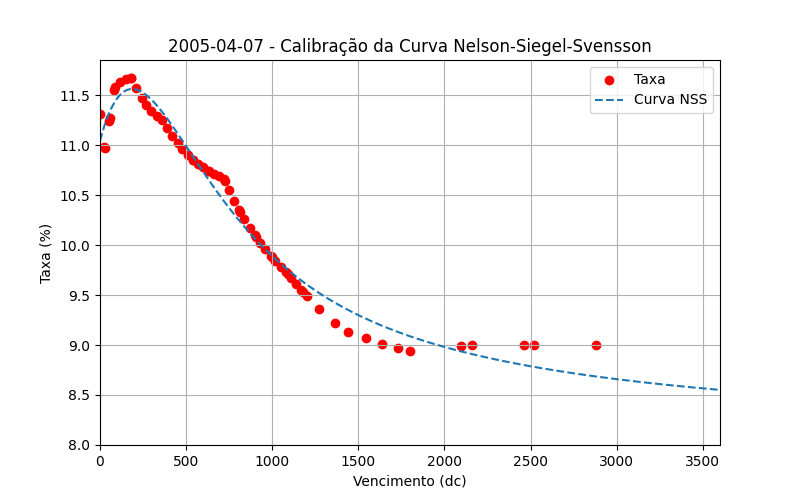 2005-04-07 - Calibração da Curva Nelson-Siegel-Svensson
Taxa
Curva NSS
Taxa (%)
11.5
11.0
10.5
10.0
9.5
9.0
8.5
8.0
0 500 1000 1500 2000 2500 3000 3500
Vencimento (dc)